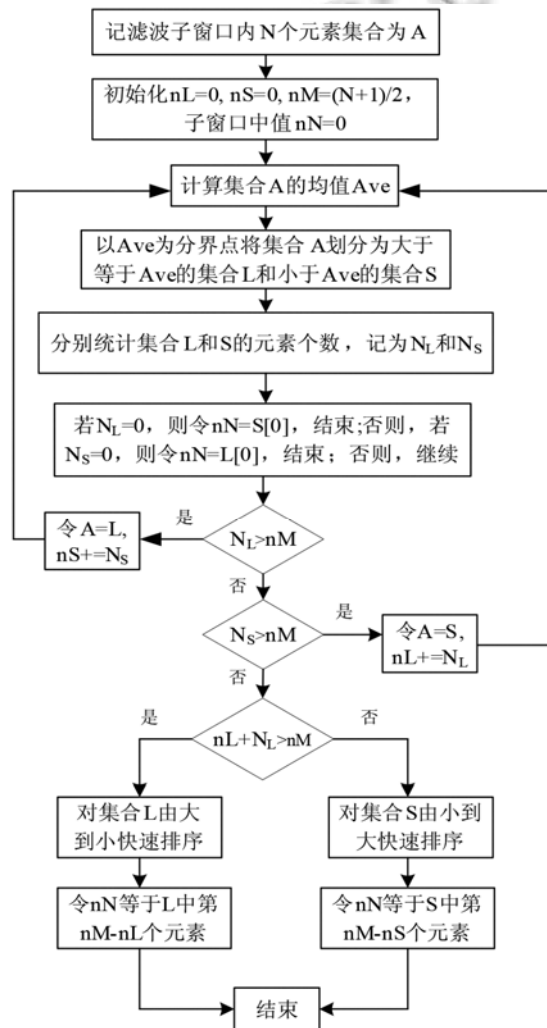 记滤波子窗口内N个元素集合为A
初始化nL=0, nS=0, nM=(N+1)/2,
子窗口中值nN=0
计算集合A的均值Ave
以Ave为分界点将集合A划分为大于
等于Ave的集合L和小于Ave的集合S
分别统计集合L和S的元素个数，记为N_L和N_S
若N_L=0，则令nN=S[0]，结束;否则，若
N_S=0，则令nN=L[0]，结束；否则，继续
N_L>nM
是
令A=L,
nS+=N_S
否
N_S>nM
是
令A=S,
nL+=N_L
否
nL+N_L>nM
是
否
对集合L由大
到小快速排序
对集合S由小到
大快速排序
令nN等于L中第
nM-nL个元素
令nN等于S中第
nM-nS个元素
结束